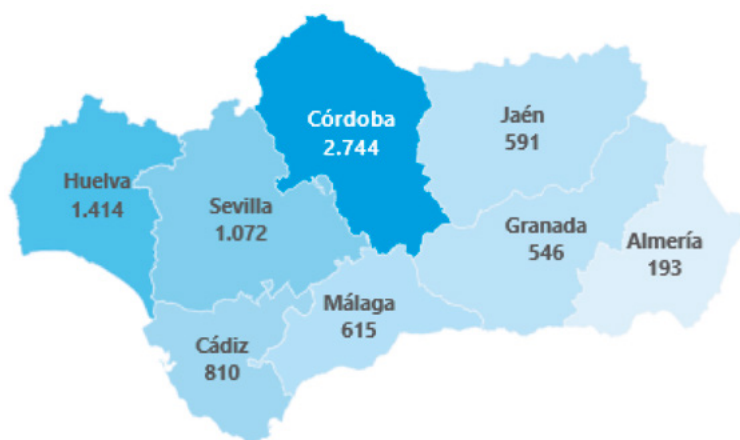 Córdoba
2.744
Jaén
591
Huelva
1.414
Sevilla
1.072
Granada
546
Almería
193
Málaga
615
Cádiz
810